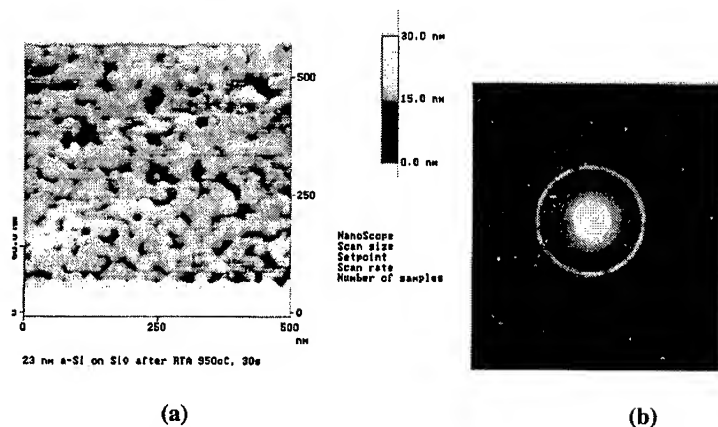 30.0 nm
15.0 nm
0.0 nm
500
250
0
0
250
500
nm
NanoScope
Scan size
Setpoint
Scan rate
Number of samples
23 nm a-Si on Si9 after RTA 950oC, 30s
(a)
(b)